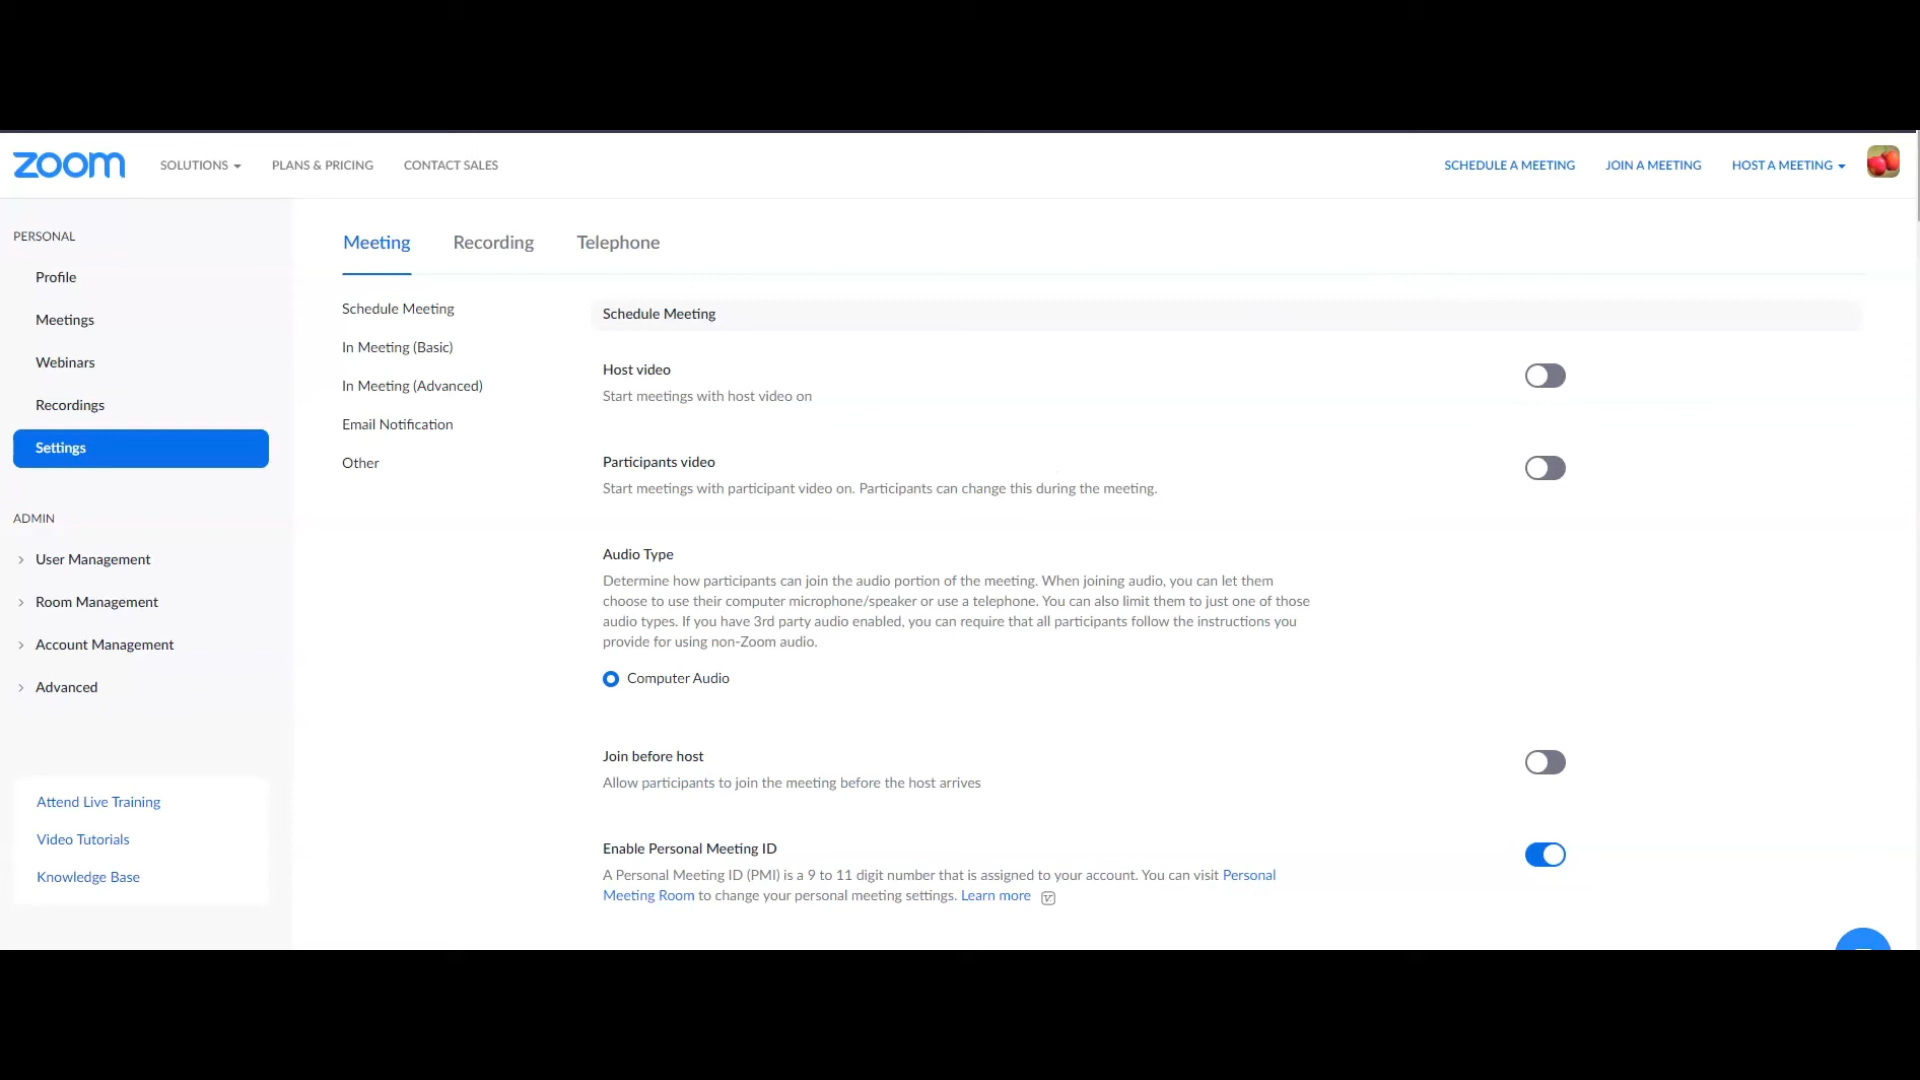 zoom
SOLUTIONS
PLANS & PRICING
CONTACT SALES
SCHEDULE A MEETING
JOIN A MEETING
HOST A MEETING
PERSONAL
Profile
Meetings
Webinars
Recordings
Settings
ADMIN
User Management
Room Management
Account Management
Advanced
Attend Live Training
Video Tutorials
Knowledge Base
Meeting
Recording
Telephone
Schedule Meeting
In Meeting (Basic)
In Meeting (Advanced)
Email Notification
Other
Schedule Meeting
Host video
Start meetings with host video on
Participants video
Start meetings with participant video on. Participants can change this during the meeting.
Audio Type
Determine how participants can join the audio portion of the meeting. When joining audio, you can let them
choose to use their computer microphone/speaker or use a telephone. You can also limit them to just one of those
audio types. If you have 3rd party audio enabled, you can require that all participants follow the instructions you
provide for using non-Zoom audio.
Computer Audio
Join before host
Allow participants to join the meeting before the host arrives
Enable Personal Meeting ID
A Personal Meeting ID (PMI) is a 9 to 11 digit number that is assigned to your account. You can visit Personal
Meeting Room to change your personal meeting settings. Learn more